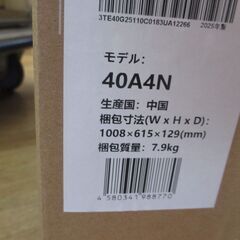 3TE40G25110C0183UA12266
2025年製
モデル:
40A4N
生産国: 中国
梱包寸法(W x H x D):
1008×615×129(mm)
梱包質量: 7.9kg
4580341988770